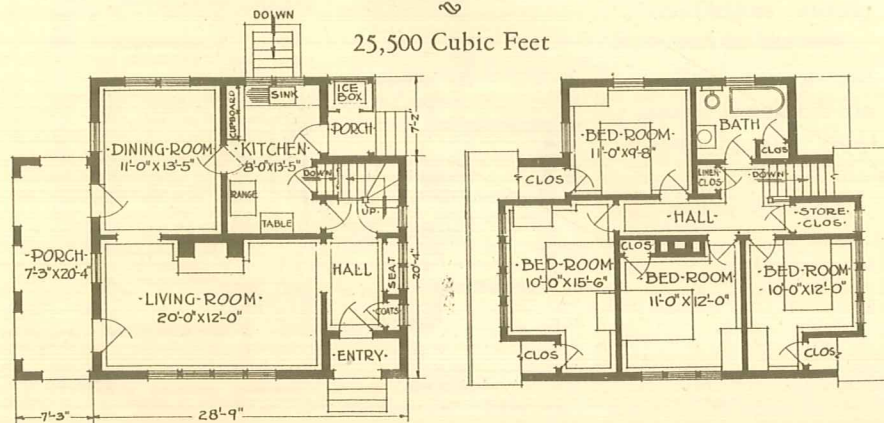 25,500 Cubic Feet
DOWN
CUPBOARD
SINK
ICE
BOX
PORCH
7'-2"
DINING·ROOM
11'-0"X13'-5"
KITCHEN
8'-0"X13'-5"
DOWN
RANGE
TABLE
UP
·PORCH·
7'-3"X20'-4"
·LIVING·ROOM·
20'-0"X12'-0"
HALL
SEAT
COATS
20'-4"
·ENTRY·
7'-3"
28'-9"
·BED·ROOM·
11'-0"X9'-8"
BATH
CLOS
CLOS
LINEN
CLOS
DOWN
·HALL·
·STORE·
CLOS·
·BED·ROOM·
10'-0"X15'-6"
CLOS
·BED·ROOM·
11'-0"X12'-0"
·BED·ROOM·
10'-0"X12'-0"
CLOS
CLOS